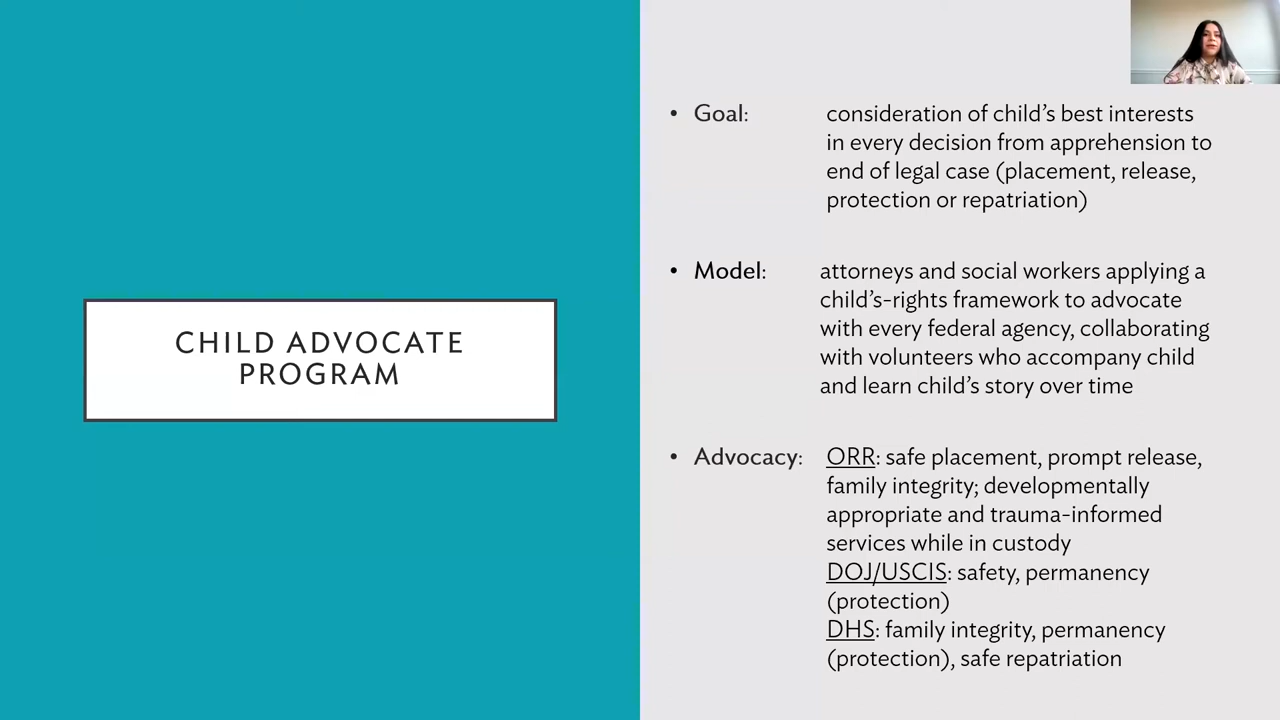 CHILD ADVOCATE
PROGRAM
• Goal: consideration of child's best interests
in every decision from apprehension to
end of legal case (placement, release,
protection or repatriation)
• Model: attorneys and social workers applying a
child's-rights framework to advocate
with every federal agency, collaborating
with volunteers who accompany child
and learn child's story over time
• Advocacy: ORR: safe placement, prompt release,
family integrity; developmentally
appropriate and trauma-informed
services while in custody
DOJ/USCIS: safety, permanency
(protection)
DHS: family integrity, permanency
(protection), safe repatriation